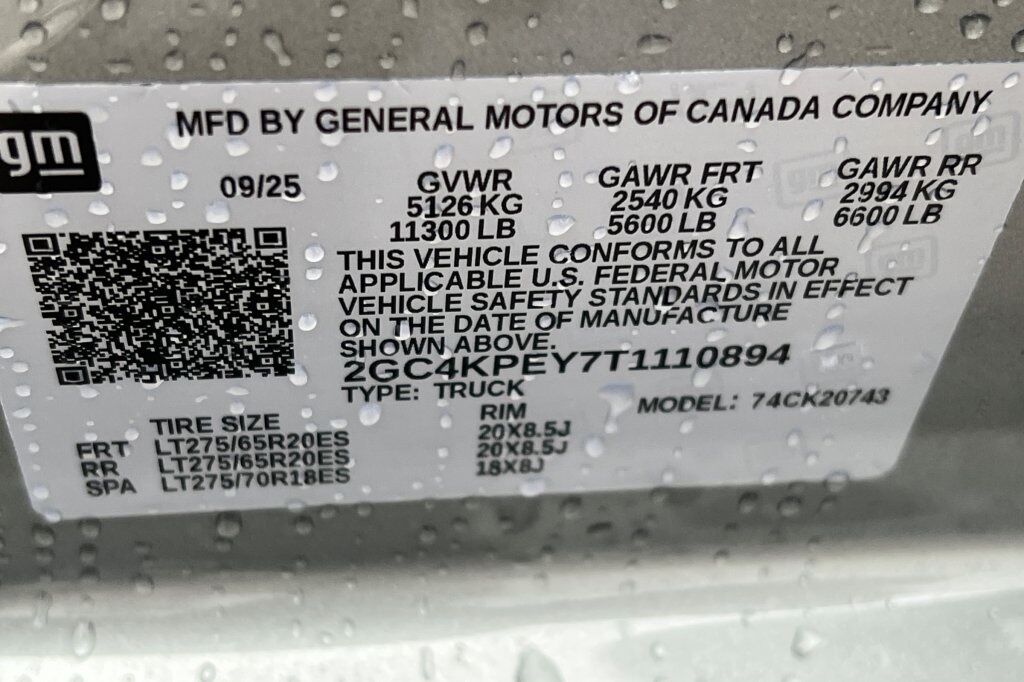 MFD BY GENERAL MOTORS OF CANADA COMPANY
gm
09/25
GVWR
5126 KG
11300 LB
GAWR FRT
2540 KG
5600 LB
GAWR RR
2994 KG
6600 LB
THIS VEHICLE CONFORMS TO ALL
APPLICABLE U.S. FEDERAL MOTOR
VEHICLE SAFETY STANDARDS IN EFFECT
ON THE DATE OF MANUFACTURE
SHOWN ABOVE.
2GC4KPEY7T1110894
TYPE: TRUCK
MODEL: 74CK20743
TIRE SIZE RIM
FRT LT275/65R20ES 20X8.5J
RR LT275/65R20ES 20X8.5J
SPA LT275/70R18ES 18X8J